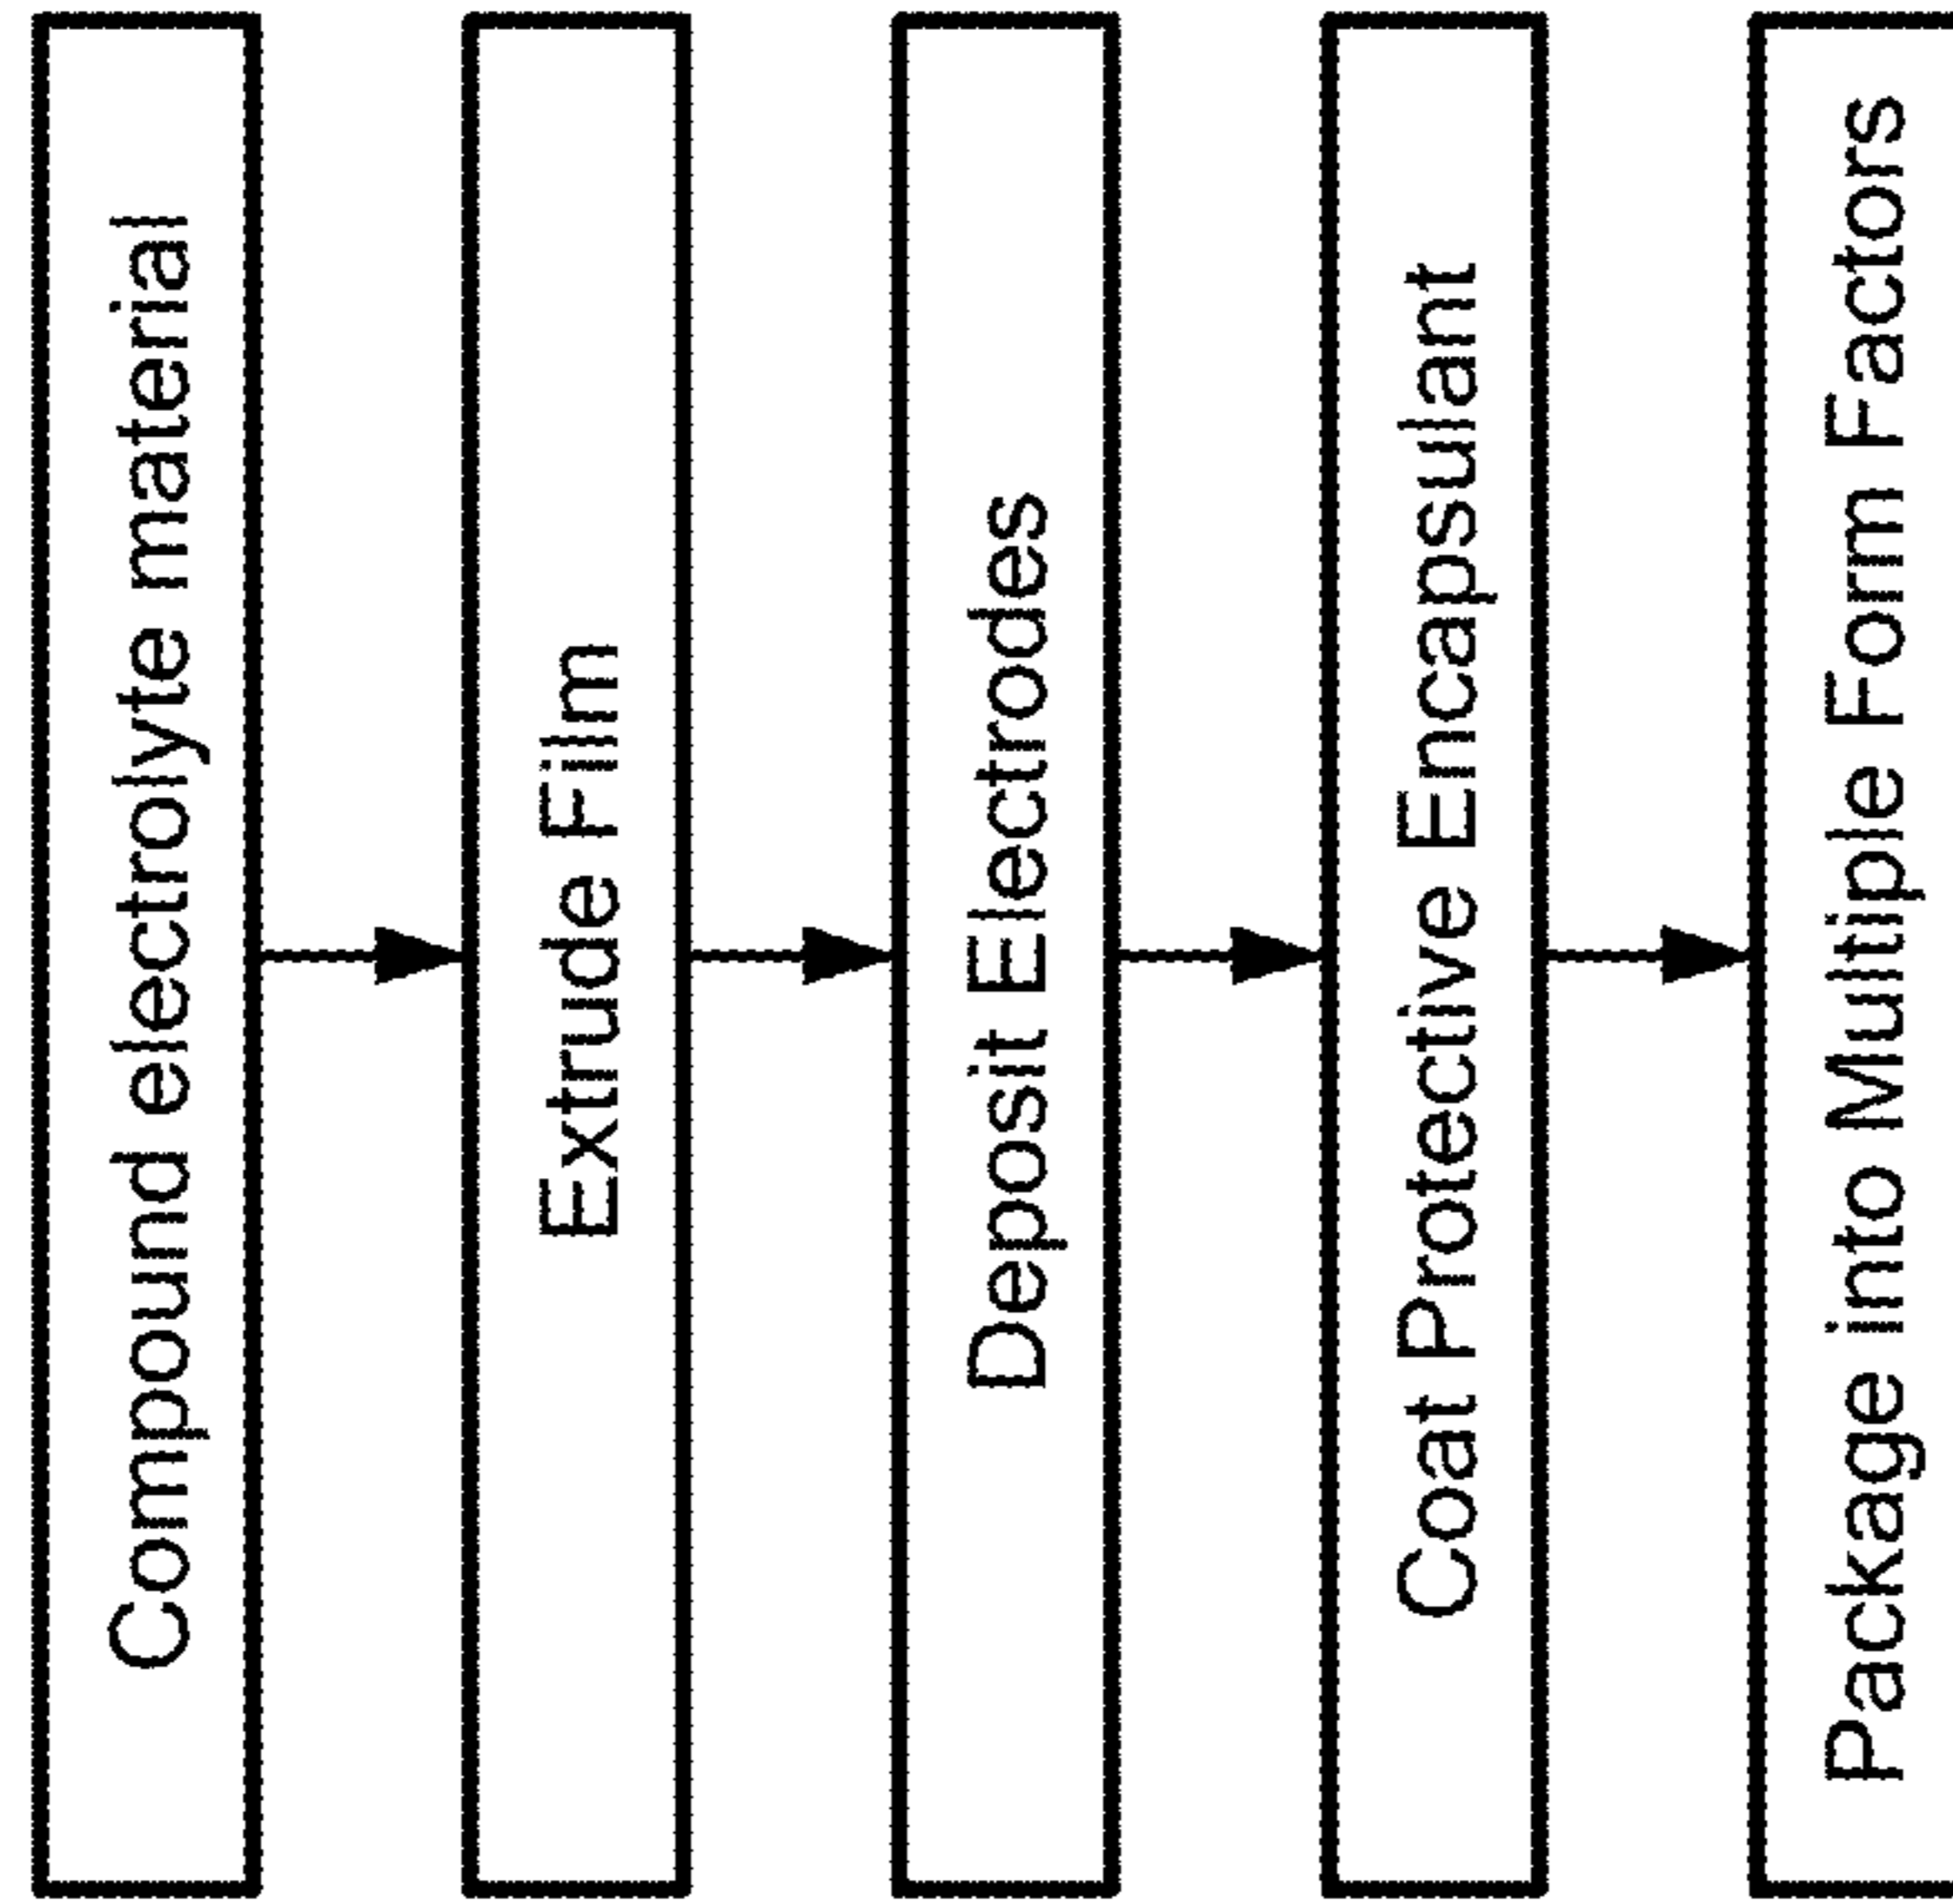 Compound electrolyte material
Extrude Film
Deposit Electrodes
Coat Protective Encapsulant
Package into Multiple Form Factors